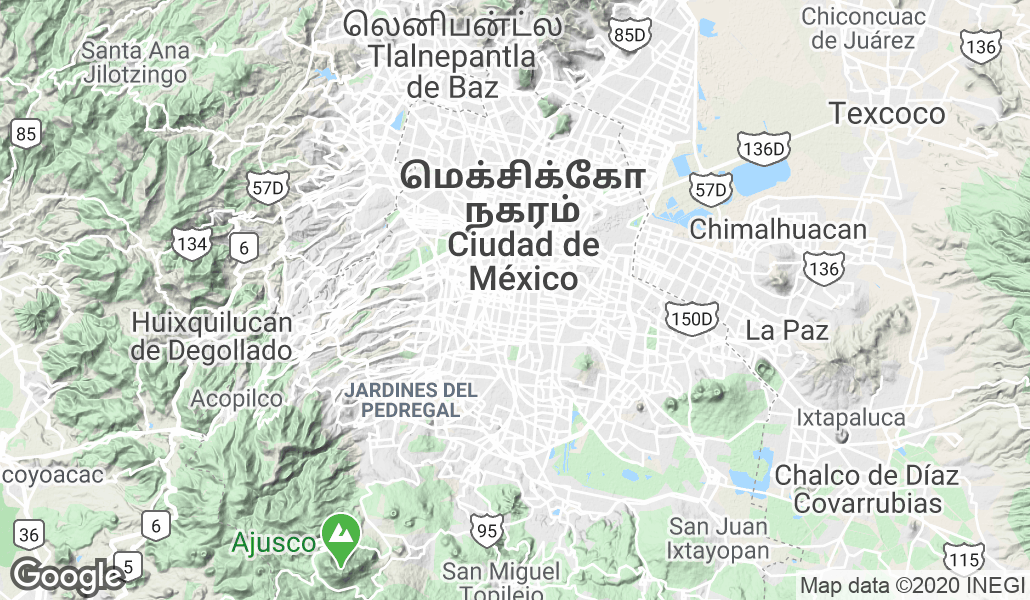 லெனிபன்ட்ல
Tlalnepantla
de Baz
85D
Chiconcuac
de Juárez
136
Santa Ana
Jilotzingo
85
Texcoco
136D
மெக்சிக்கோ
நகரம்
Ciudad de
México
57D
57D
134
6
Chimalhuacan
136
150D
La Paz
Huixquilucan
de Degollado
Acopilco
JARDINES DEL
PEDREGAL
Ixtapaluca
coyoacac
Chalco de Díaz
Covarrubias
36
6
Ajusco
95
San Juan
Ixtayopan
115
5
San Miguel
Topilejo
Google
Map data ©2020 INEGI